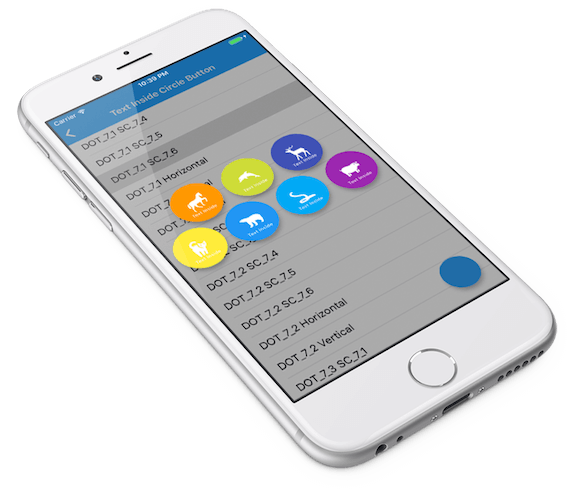 Carrier 10:39 PM
Text Inside Circle Button
DOT_7_1 SC_7_4
DOT_7_1 SC_7_5
DOT_7_1 SC_7_6
DOT_7_1 Horizontal
Text Inside
Text Inside
Text Inside
Text Inside
Text Inside
Text Inside
Text Inside
DOT_7_2 SC_7_4
DOT_7_2 SC_7_5
DOT_7_2 SC_7_6
DOT_7_2 Horizontal
DOT_7_2 Vertical
DOT_7_3 SC_7_1